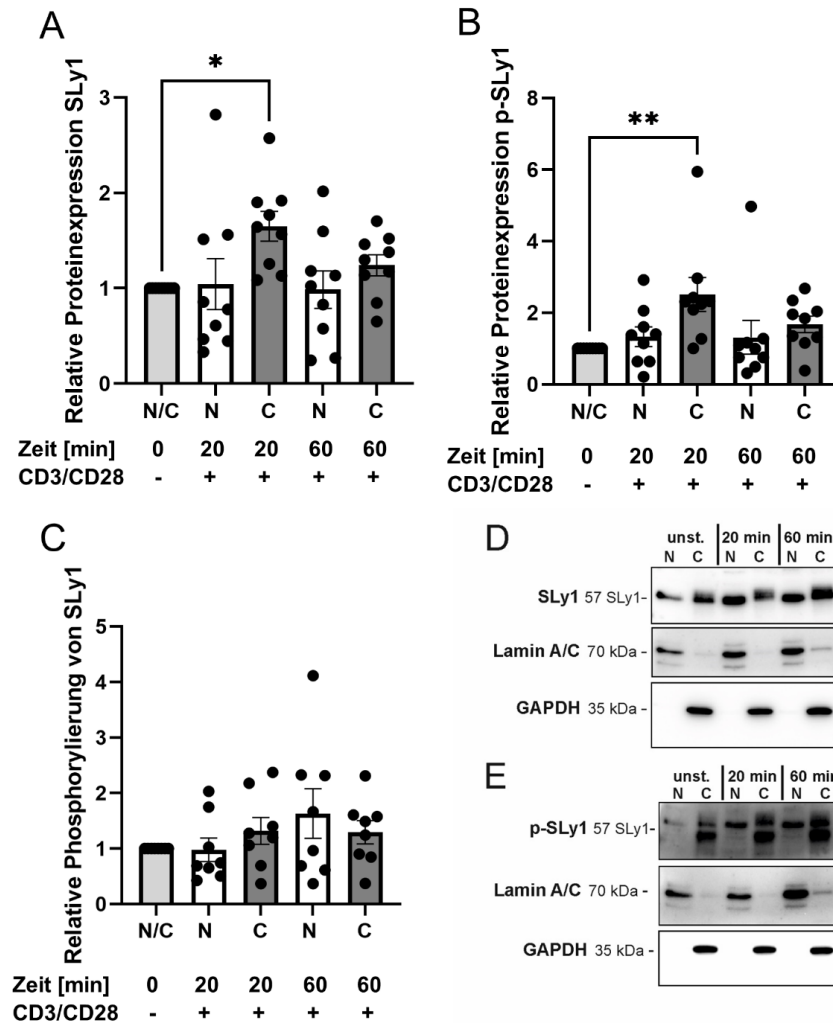 A
Relative Proteinexpression SLy1
*
3
2
1
0
N/C N C N C
Zeit [min] 0 20 20 60 60
CD3/CD28 - + + + +
B
Relative Proteinexpression p-SLy1
**
8
6
4
2
0
N/C N C N C
Zeit [min] 0 20 20 60 60
CD3/CD28 - + + + +
C
Relative Phosphorylierung von SLy1
5
4
3
2
1
0
N/C N C N C
Zeit [min] 0 20 20 60 60
CD3/CD28 - + + + +
D
unst. 20 min 60 min
N C N C N C
SLy1 57 SLy1-
Lamin A/C 70 kDa -
GAPDH 35 kDa -
E
unst. 20 min 60 min
N C N C N C
p-SLy1 57 SLy1-
Lamin A/C 70 kDa -
GAPDH 35 kDa -